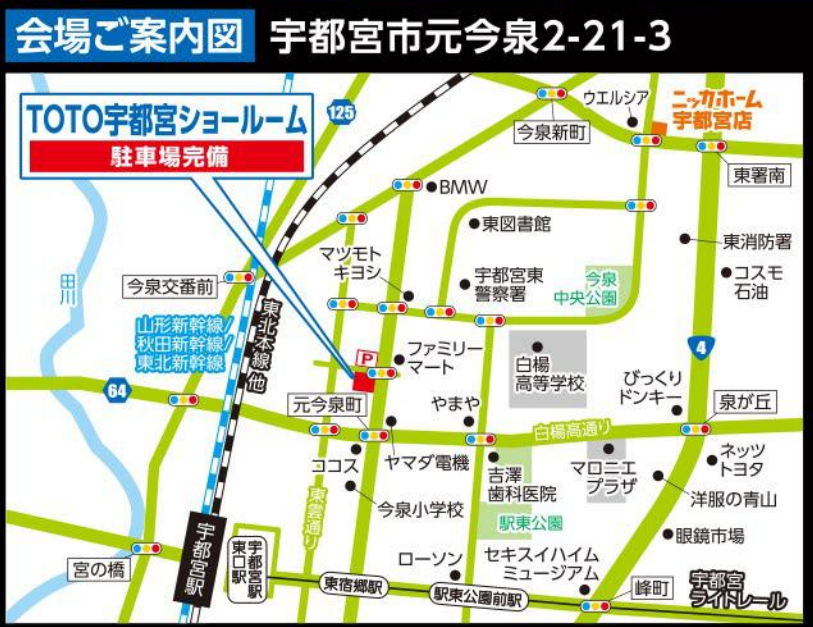 会場ご案内図 宇都宮市元今泉2-21-3
TOTO宇都宮ショールーム
駐車場完備
125
ウエルシア
ニッカホーム
宇都宮店
今泉新町
東署南
BMW
東図書館
東消防署
マツモト
キヨシ
宇都宮東
警察署
今泉
中央公園
コスモ
石油
田川
今泉交番前
山形新幹線/
秋田新幹線/
東北新幹線
東北本線 他
P
ファミリー
マート
白楊
高等学校
4
64
元今泉町
やまや
びっくり
ドンキー
泉が丘
白楊高通り
ココス
ヤマダ電機
吉澤
歯科医院
マロニエ
プラザ
ネッツ
トヨタ
今泉小学校
東雲通り
駅東公園
洋服の青山
眼鏡市場
宇都宮駅
宮の橋
宇都宮駅
東口駅
ローソン
セキスイハイム
ミュージアム
東宿郷駅
駅東公園前駅
峰町
宇都宮
ライトレール